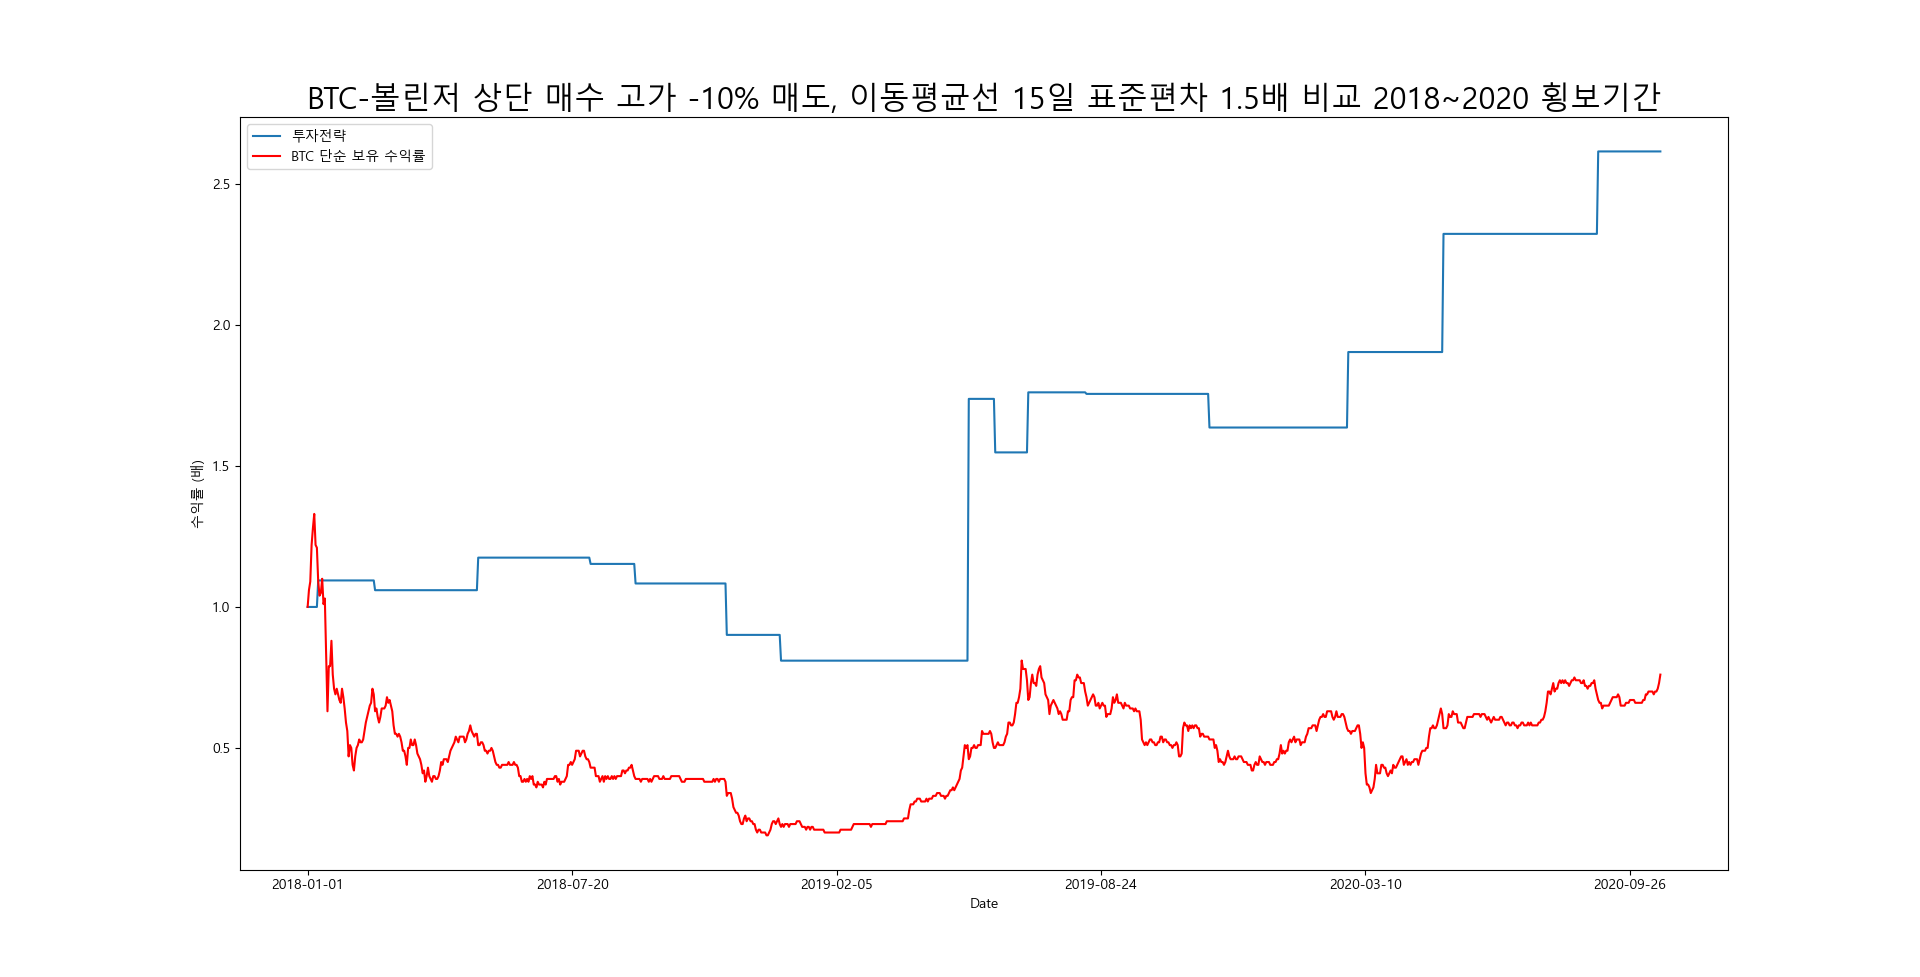 BTC-볼린저 상단 매수 고가 -10% 매도, 이동평균선 15일 표준편차 1.5배 비교 2018~2020 횡보기간
투자전략
BTC 단순 보유 수익률
2.5
2.0
1.5
1.0
0.5
수익률 (배)
2018-01-01
2018-07-20
2019-02-05
2019-08-24
2020-03-10
2020-09-26
Date